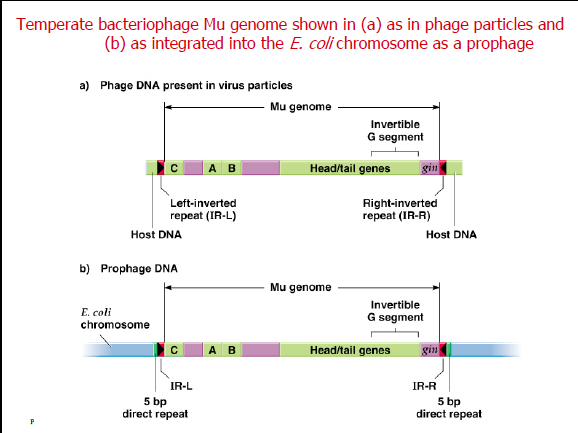 Temperate bacteriophage Mu genome shown in (a) as in phage particles and
(b) as integrated into the E. coli chromosome as a prophage
a) Phage DNA present in virus particles
Mu genome
Invertible
G segment
C A B Head/tail genes gin
Left-inverted
repeat (IR-L)
Right-inverted
repeat (IR-R)
Host DNA
Host DNA
b) Prophage DNA
Mu genome
E. coli
chromosome
Invertible
G segment
C A B Head/tail genes gin
IR-L
IR-R
5 bp
direct repeat
5 bp
direct repeat
P